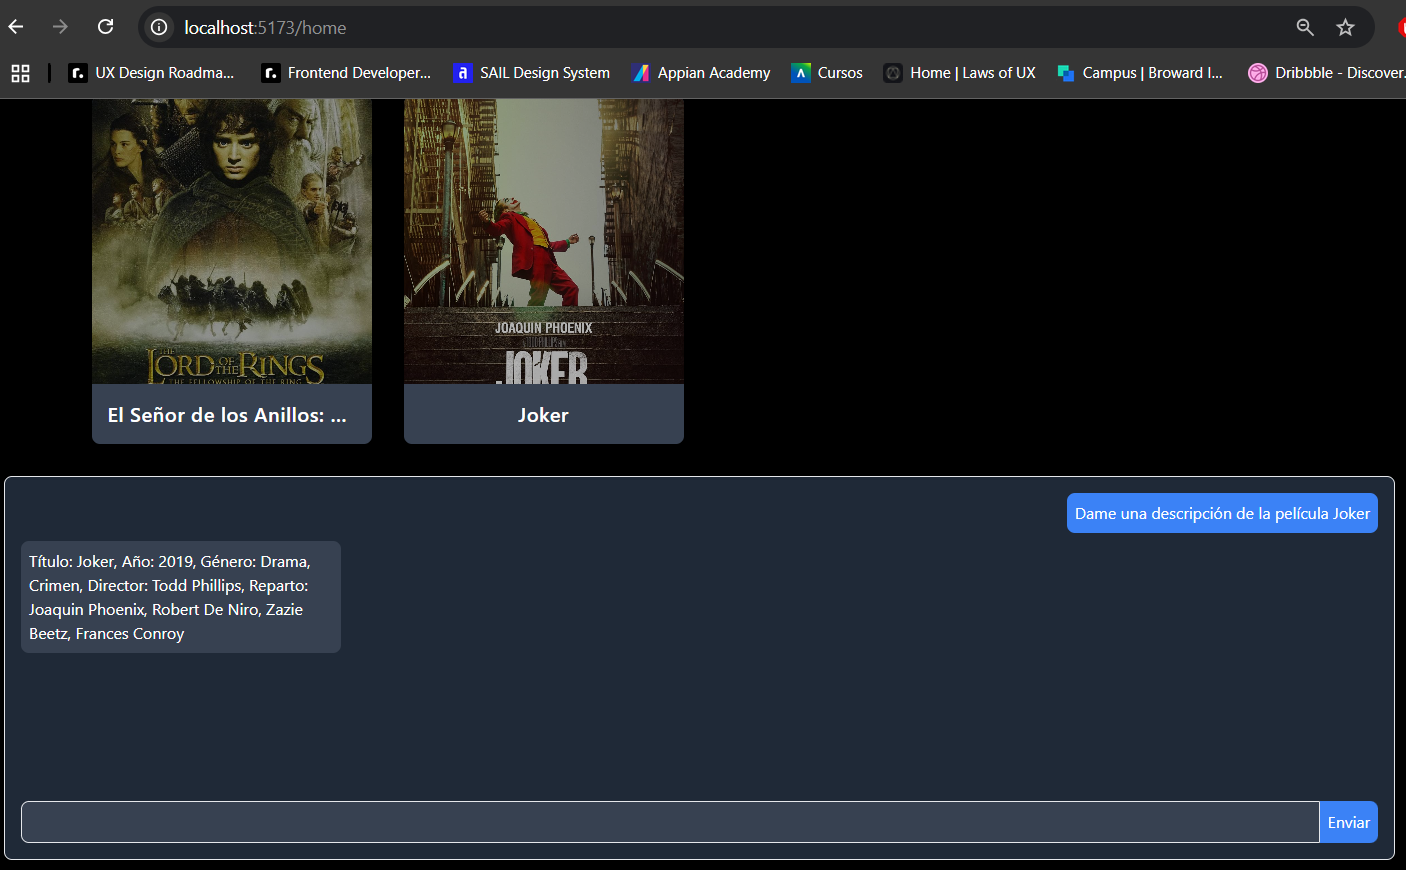 localhost:5173/home
UX Design Roadma...
Frontend Developer...
SAIL Design System
Appian Academy
Cursos
Home | Laws of UX
Campus | Broward I...
Dribbble - Discover.
THE
LORD OF THE RINGS
THE FELLOWSHIP OF THE RING
JOAQUIN PHOENIX
JOKER
El Señor de los Anillos: ...
Joker
Dame una descripción de la película Joker
Título: Joker, Año: 2019, Género: Drama,
Crimen, Director: Todd Phillips, Reparto:
Joaquin Phoenix, Robert De Niro, Zazie
Beetz, Frances Conroy
Enviar